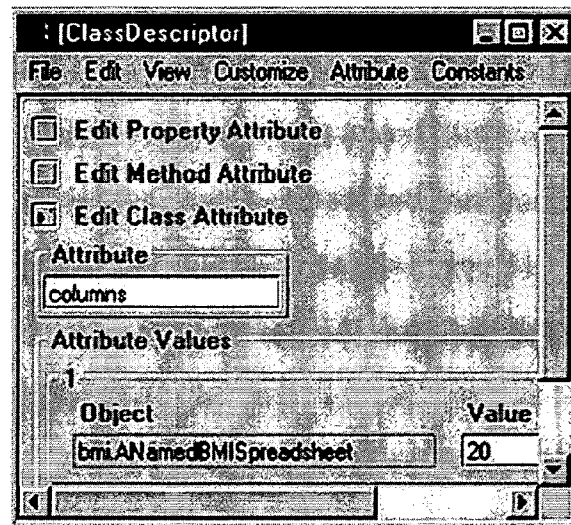 : [ClassDescriptor]
File Edit View Customize Attribute Constants
Edit Property Attribute
Edit Method Attribute
Edit Class Attribute
Attribute
columns
Attribute Values
1
Object Value
bmi.ANamedBMISpreadsheet 20